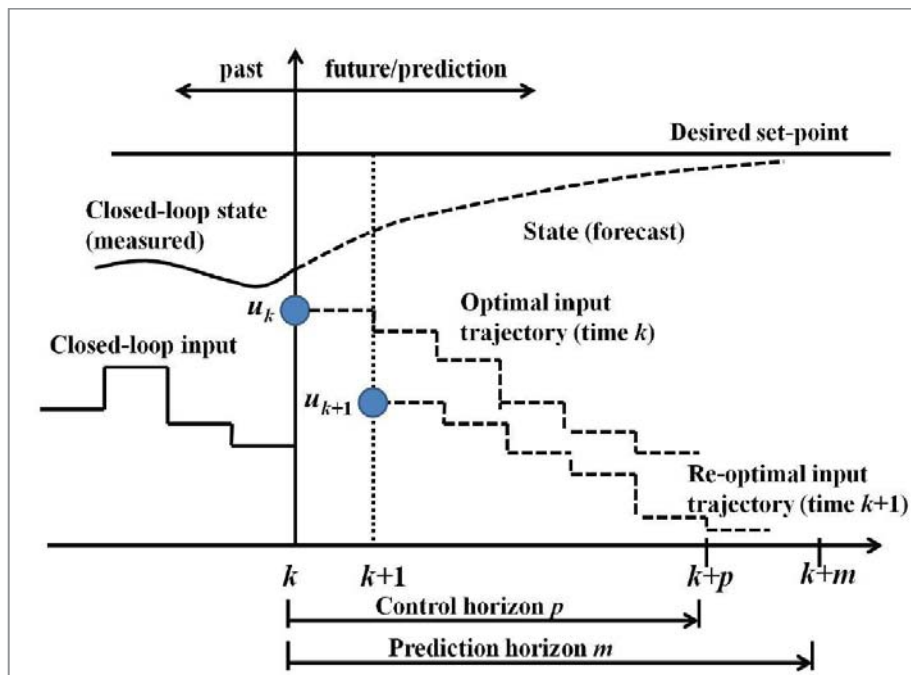 past
future/prediction
Desired set-point
Closed-loop state
(measured)
State (forecast)
u_k
Optimal input
trajectory (time k)
Closed-loop input
u_{k+1}
Re-optimal input
trajectory (time k+1)
k
k+1
k+p
k+m
Control horizon p
Prediction horizon m